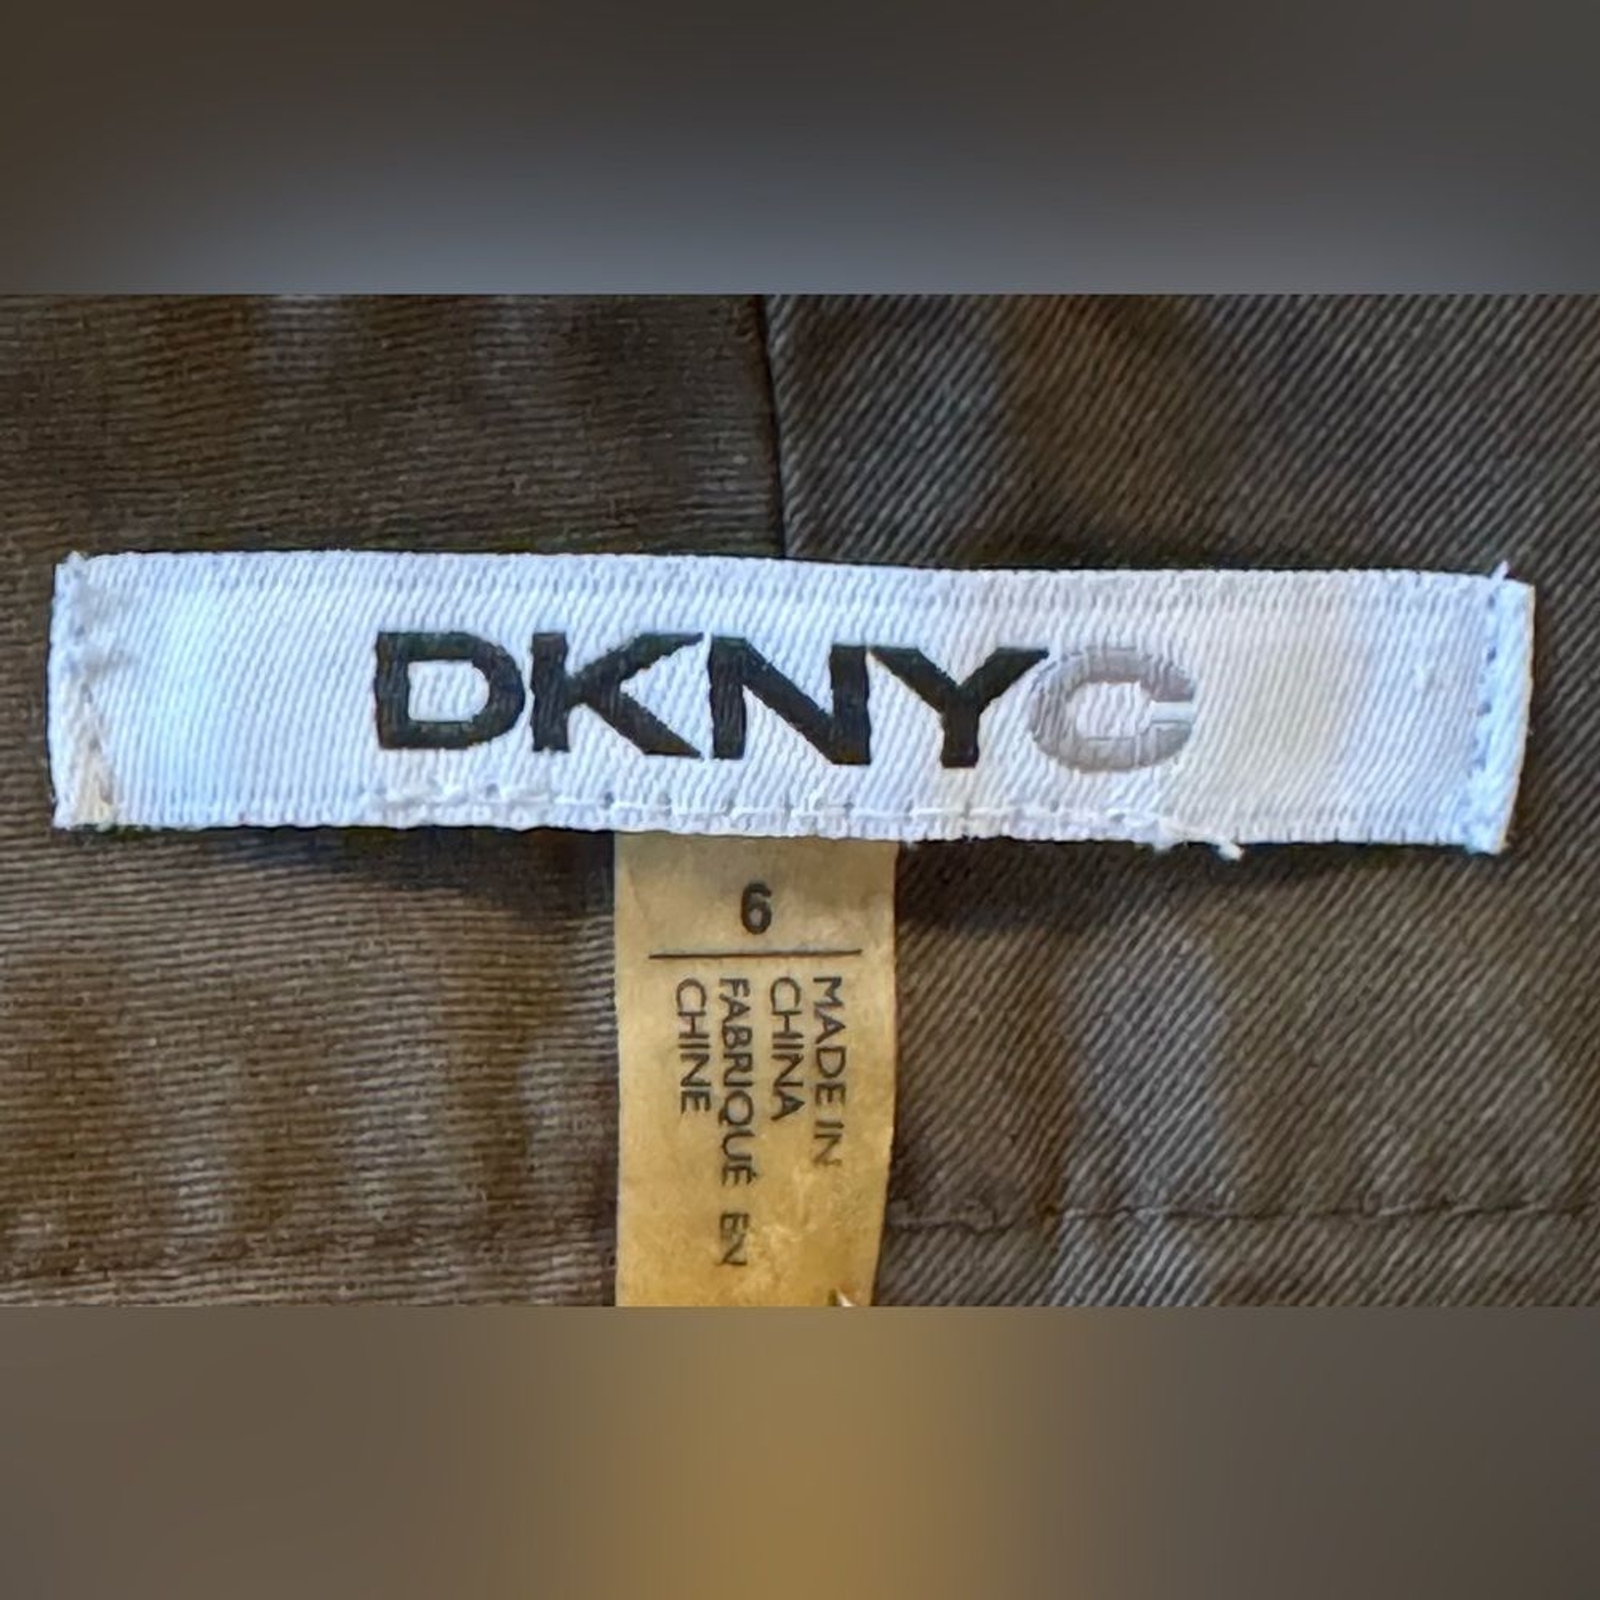 DKNYC
6
MADE IN
CHINA
FABRIQUÉ EN
CHINE